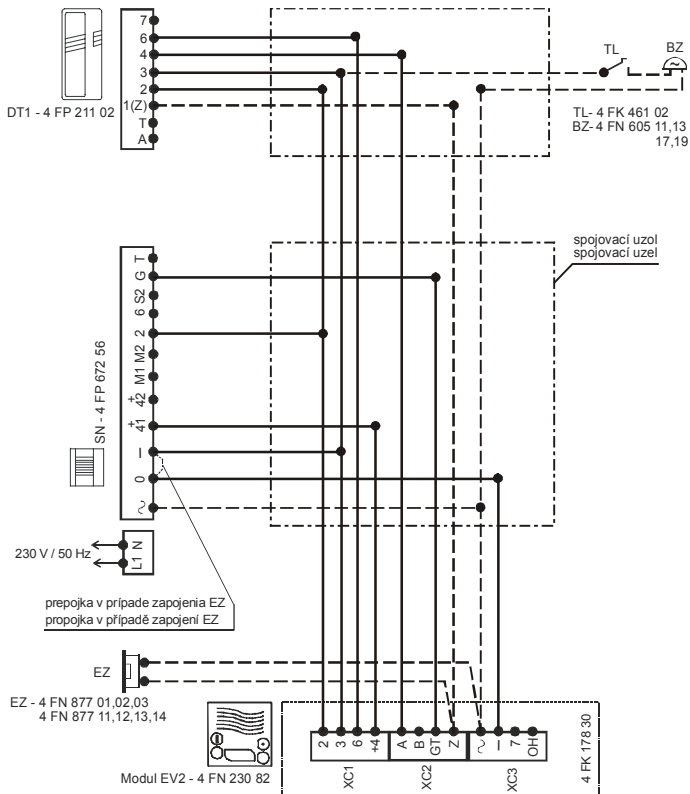 7
6
4
3
2
1(Z)
T
A
DT1 - 4 FP 211 02
TL
BZ
TL- 4 FK 461 02
BZ- 4 FN 605 11,13
17,19
spojovací uzol
spojovací uzel
T
G
S2
6
2
M2
M1
+
42
+
41
–
0
~
SN - 4 FP 672 56
N
L1
230 V / 50 Hz
prepojka v prípade zapojenia EZ
propojka v případě zapojení EZ
EZ
EZ - 4 FN 877 01,02,03
4 FN 877 11,12,13,14
Modul EV2 - 4 FN 230 82
2
3
6
+4
A
B
GT
Z
~
–
7
OH
XC1
XC2
XC3
4 FK 178 30